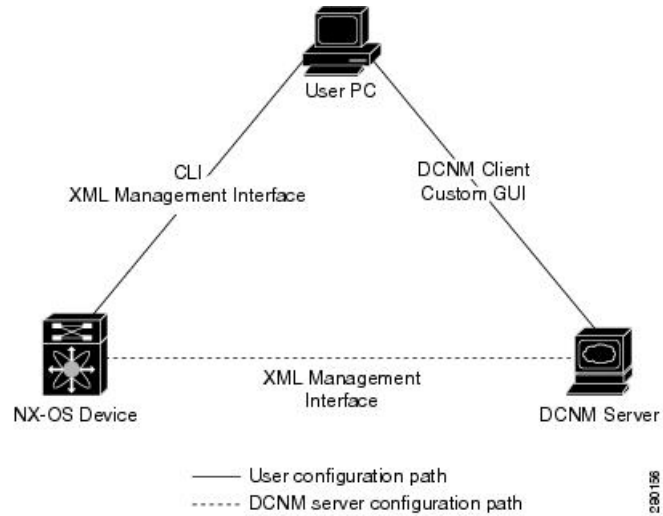 User PC
CLI
XML Management Interface
DCNM Client
Custom GUI
XML Management
Interface
NX-OS Device
DCNM Server
User configuration path
DCNM server configuration path
290156